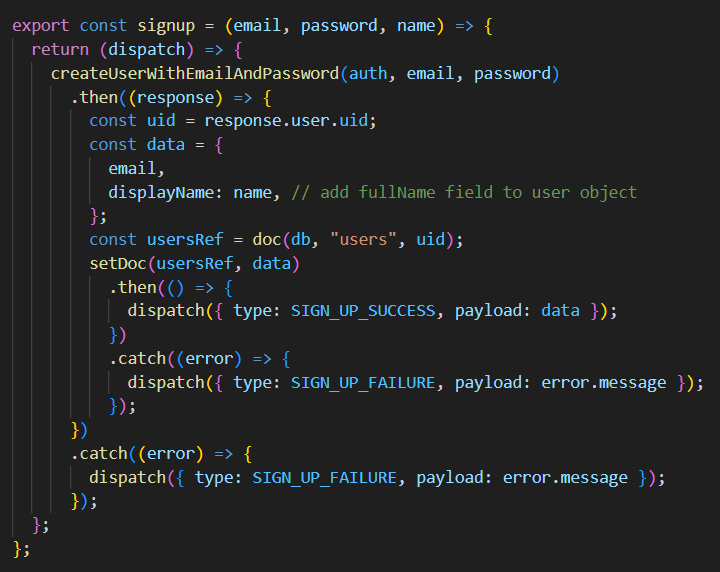 export const signup = (email, password, name) => {
  return (dispatch) => {
    createUserWithEmailAndPassword(auth, email, password)
      .then((response) => {
        const uid = response.user.uid;
        const data = {
          email,
          displayName: name, // add fullName field to user object
        };
        const usersRef = doc(db, "users", uid);
        setDoc(usersRef, data)
          .then(() => {
            dispatch({ type: SIGN_UP_SUCCESS, payload: data });
          })
          .catch((error) => {
            dispatch({ type: SIGN_UP_FAILURE, payload: error.message });
          });
      })
      .catch((error) => {
        dispatch({ type: SIGN_UP_FAILURE, payload: error.message });
      });
  };
};